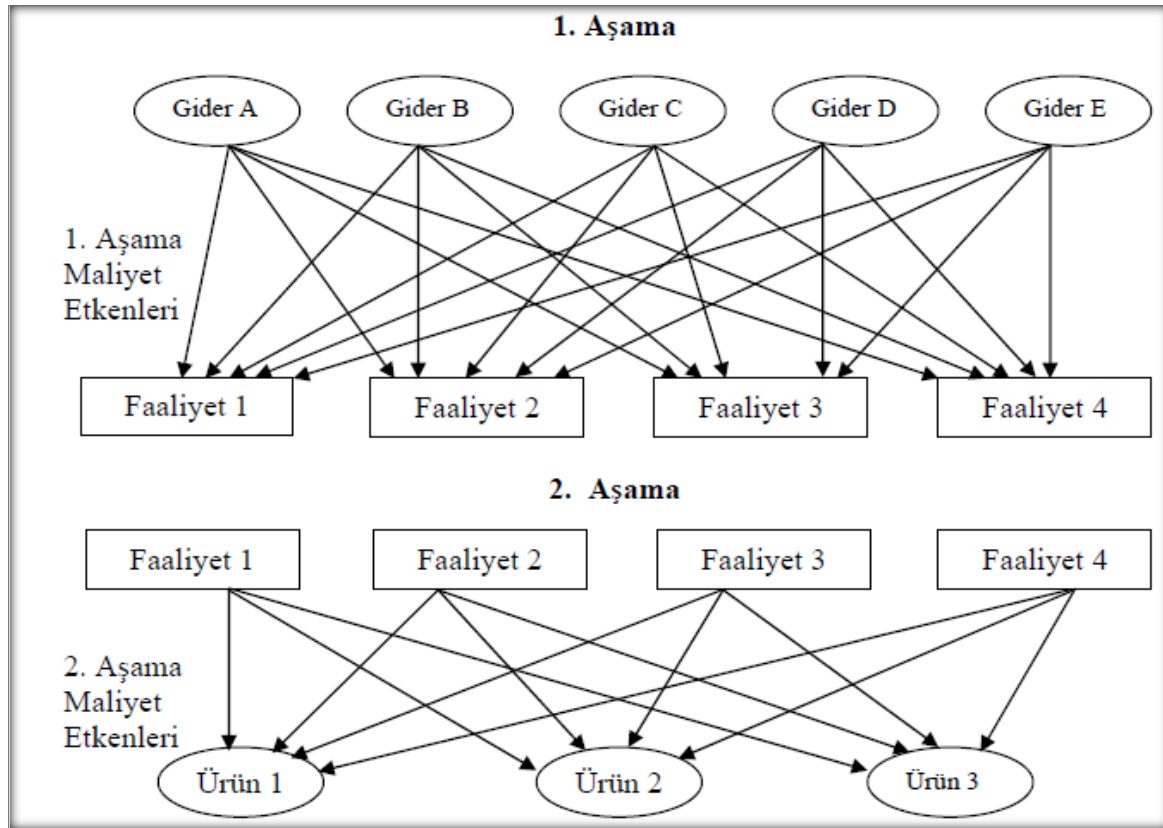 1. Aşama
Gider A
Gider B
Gider C
Gider D
Gider E
1. Aşama
Maliyet
Etkenleri
Faaliyet 1
Faaliyet 2
Faaliyet 3
Faaliyet 4
2. Aşama
Faaliyet 1
Faaliyet 2
Faaliyet 3
Faaliyet 4
2. Aşama
Maliyet
Etkenleri
Ürün 1
Ürün 2
Ürün 3